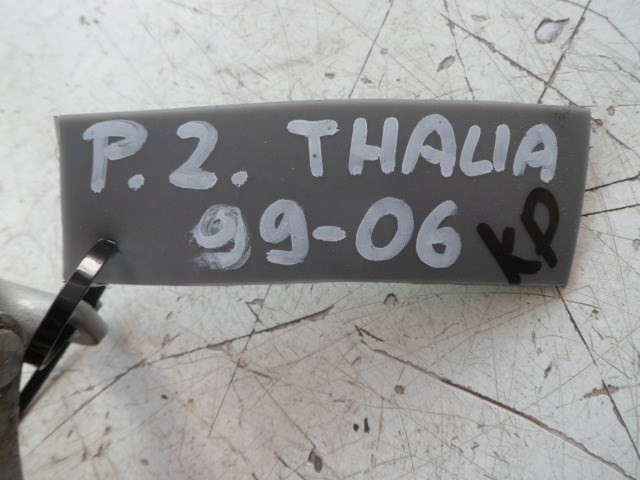 P.2. THALIA
99-06 KP